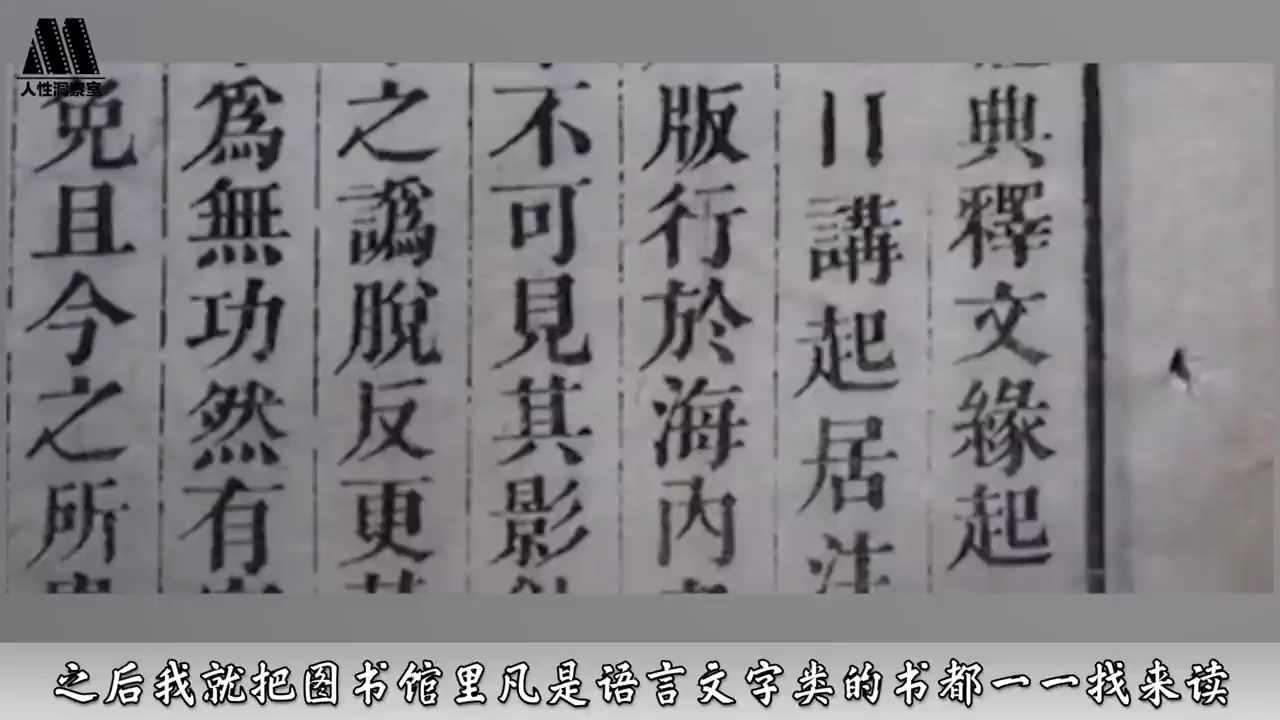 人性洞察室
典釋文緣起
講起居注
版行於海內
不可見其影
之譌脫反更
爲無功然有
免且今之所
之后我就把图书馆里凡是语言文字类的书都一一找来读